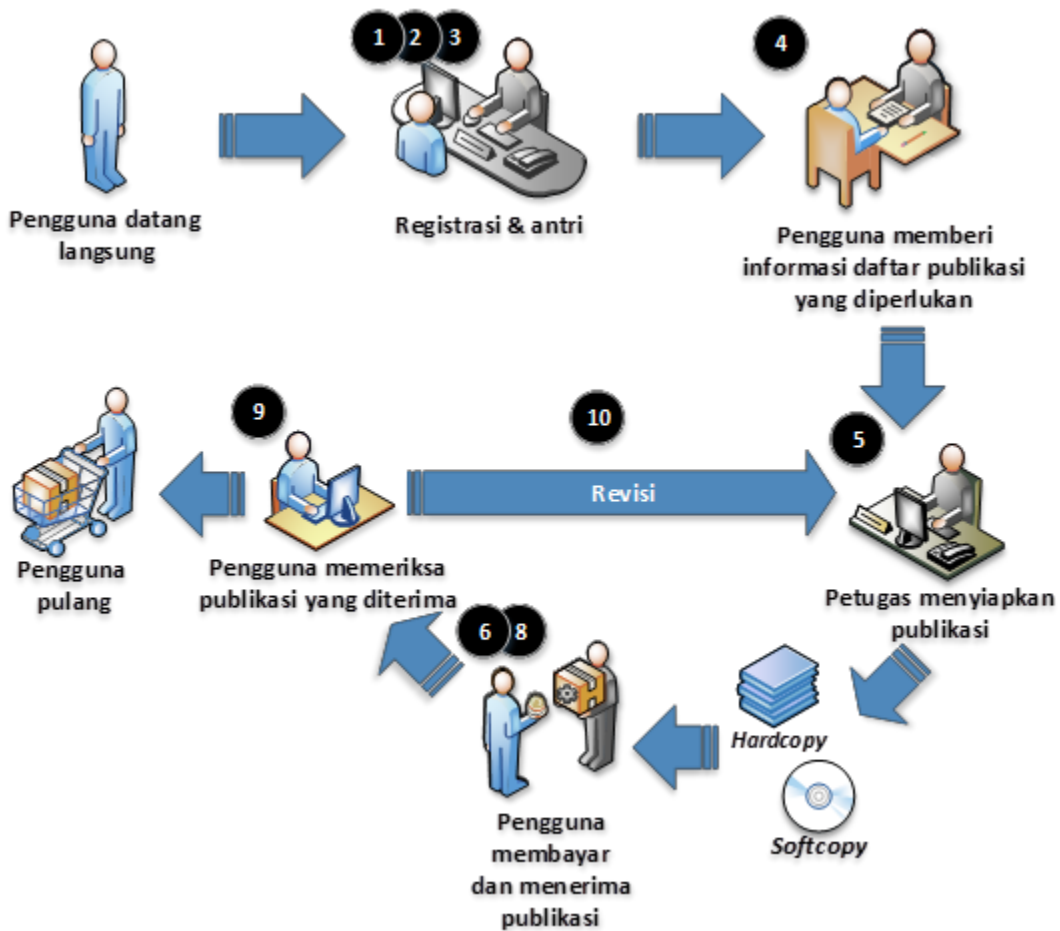 1 2 3
4
Pengguna datang
langsung
Registrasi & antri
Pengguna memberi
informasi daftar publikasi
yang diperlukan
9
10
5
Revisi
Pengguna
pulang
Pengguna memeriksa
publikasi yang diterima
Petugas menyiapkan
publikasi
6 8
Hardcopy
Softcopy
Pengguna
membayar
dan menerima
publikasi